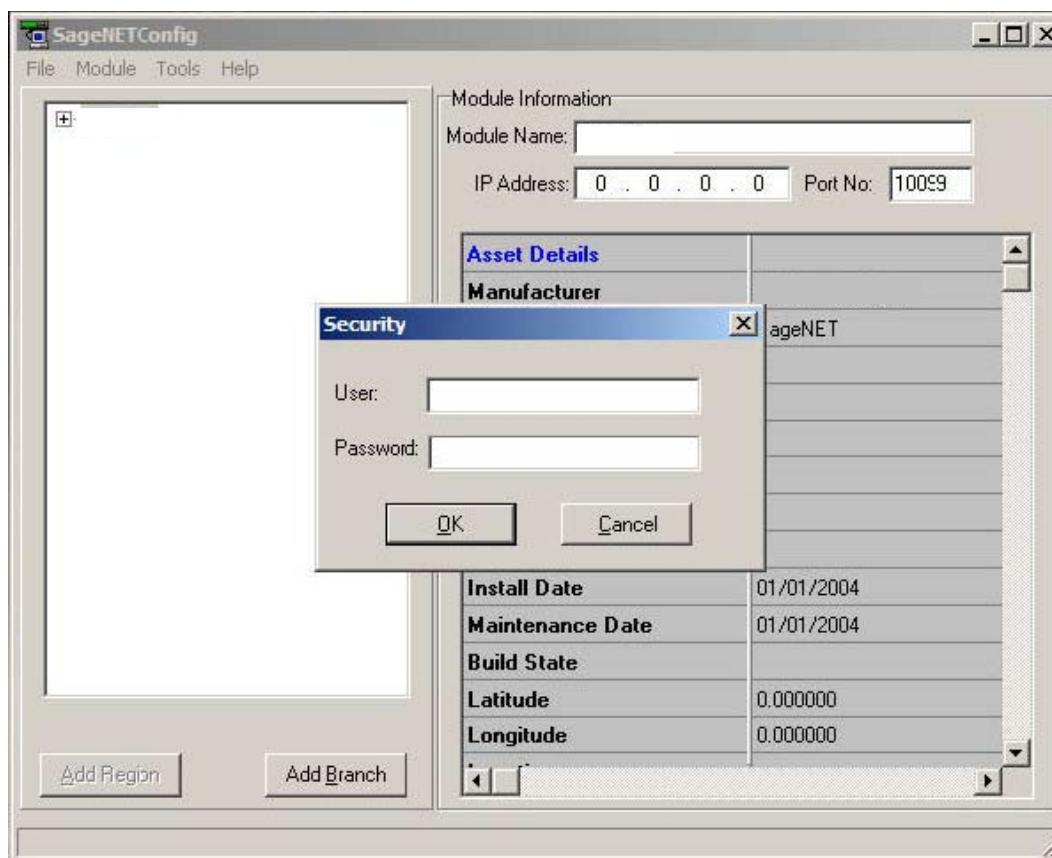 SageNETConfig
File Module Tools Help
Module Information
Module Name:
IP Address: 0 . 0 . 0 . 0 Port No: 10099
Asset Details
Manufacturer
ageNET
Security
User:
Password:
OK Cancel
Install Date 01/01/2004
Maintenance Date 01/01/2004
Build State
Latitude 0.000000
Longitude 0.000000
Add Region Add Branch